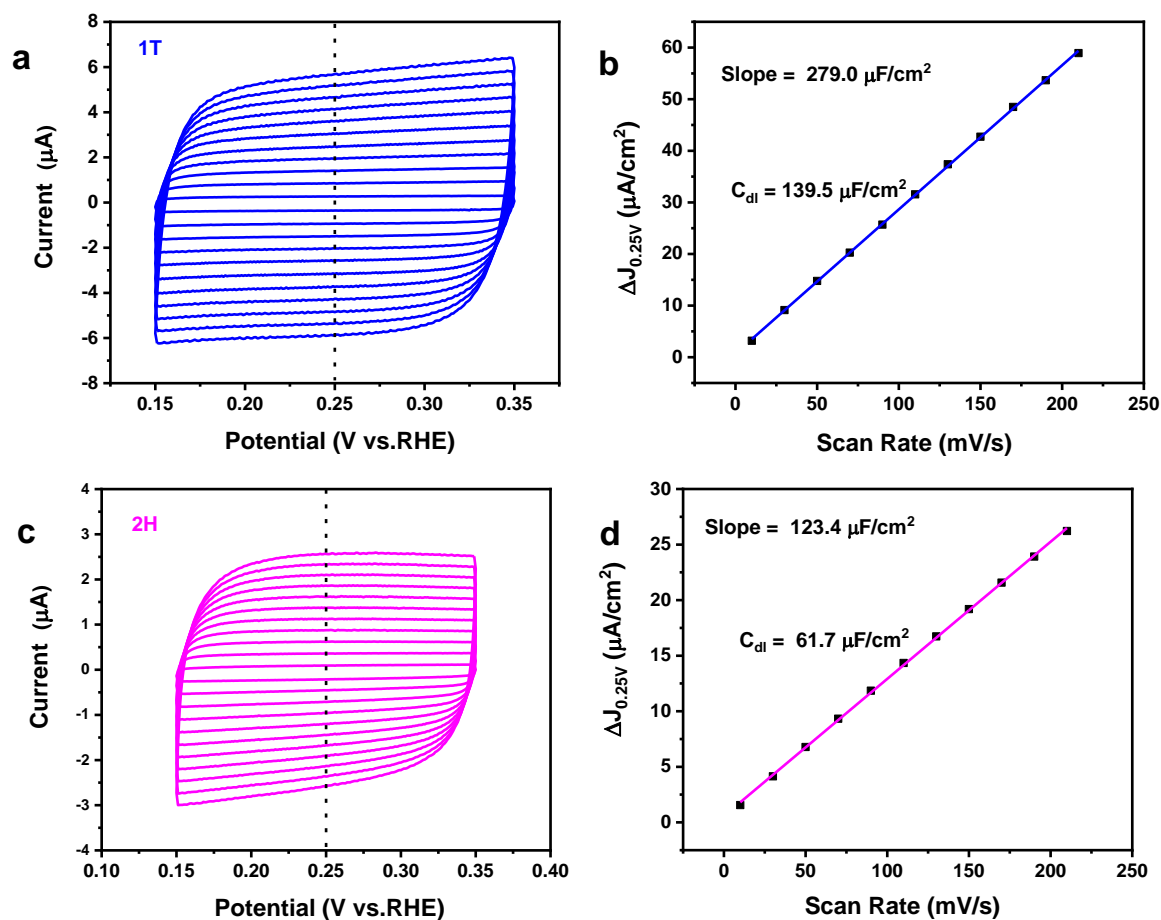 a
1T
8
6
4
2
0
-2
-4
-6
-8
Current (μA)
0.15 0.20 0.25 0.30 0.35
Potential (V vs.RHE)
b
Slope = 279.0 μF/cm²
C_dl = 139.5 μF/cm²
60
50
40
30
20
10
0
ΔJ_0.25V (μA/cm²)
0 50 100 150 200 250
Scan Rate (mV/s)
c
2H
4
3
2
1
0
-1
-2
-3
-4
Current (μA)
0.10 0.15 0.20 0.25 0.30 0.35 0.40
Potential (V vs.RHE)
d
Slope = 123.4 μF/cm²
C_dl = 61.7 μF/cm²
30
25
20
15
10
5
0
ΔJ_0.25V (μA/cm²)
0 50 100 150 200 250
Scan Rate (mV/s)